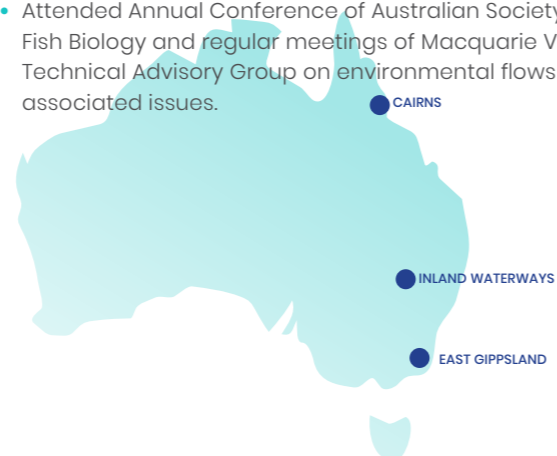 • Attended Annual Conference of Australian Society
Fish Biology and regular meetings of Macquarie V
Technical Advisory Group on environmental flows
associated issues.
CAIRNS
INLAND WATERWAYS
EAST GIPPSLAND